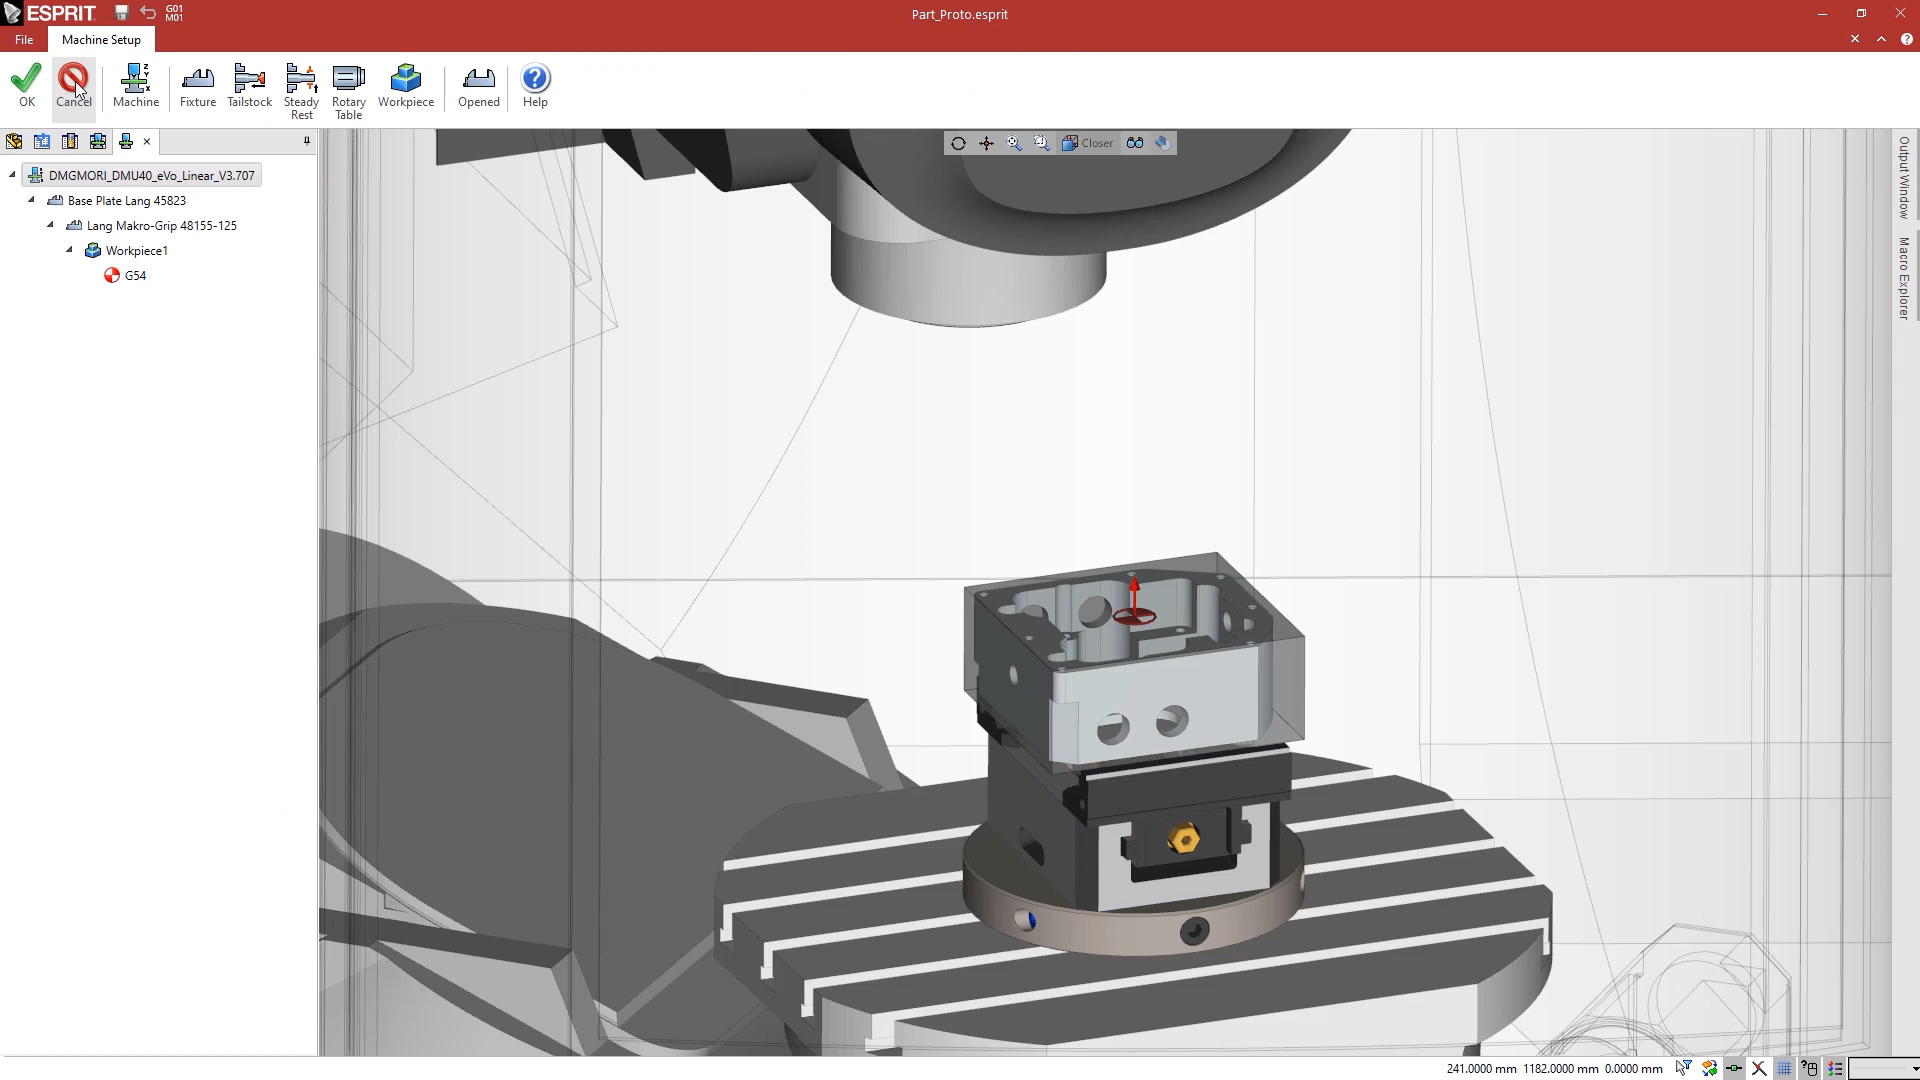 ESPRIT
G01
M01
Part_Proto.esprit
File
Machine Setup
OK
Cancel
Machine
Fixture
Tailstock
Steady
Rest
Rotary
Table
Workpiece
Opened
Help
Closer
DMGMORI_DMU40_eVo_Linear_V3.707
Base Plate Lang 45823
Lang Makro-Grip 48155-125
Workpiece1
G54
Output Window
Macro Explorer
241.0000 mm 1182.0000 mm 0.0000 mm